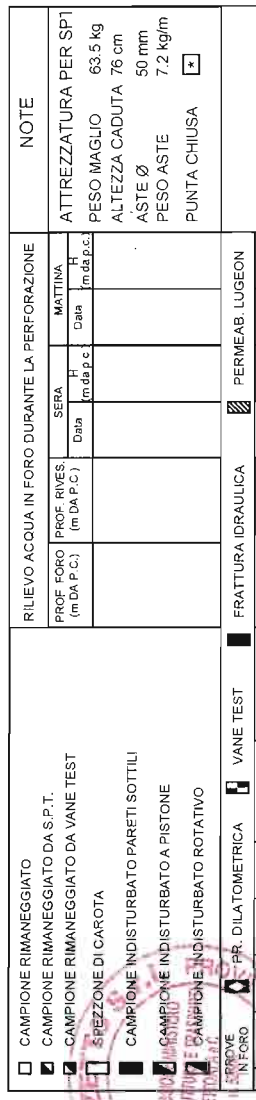 CAMPIONE RIMANEGGIATO
CAMPIONE RIMANEGGIATO DA S.P.T.
CAMPIONE RIMANEGGIATO DA VANE TEST
SPEZZONE DI CAROTA
CAMPIONE INDISTURBATO PARETI SOTTILI
CAMPIONE INDISTURBATO A PISTONE
CAMPIONE INDISTURBATO ROTATIVO
RILIEVO ACQUA IN FORO DURANTE LA PERFORAZIONE
PROF. FORO (m DA P.C.)
PROF. RIVES. (m DA P.C.)
SERA
Data
H (m da p.c.)
MATTINA
Data
H (m da p.c.)
NOTE
ATTREZZATURA PER SPT
PESO MAGLIO 63.5 kg
ALTEZZA CADUTA 76 cm
ASTE Ø 50 mm
PESO ASTE 7.2 kg/m
PUNTA CHIUSA *
PROVE IN FORO
PR. DILATOMETRICA
VANE TEST
FRATTURA IDRAULICA
PERMEAB. LUGEON